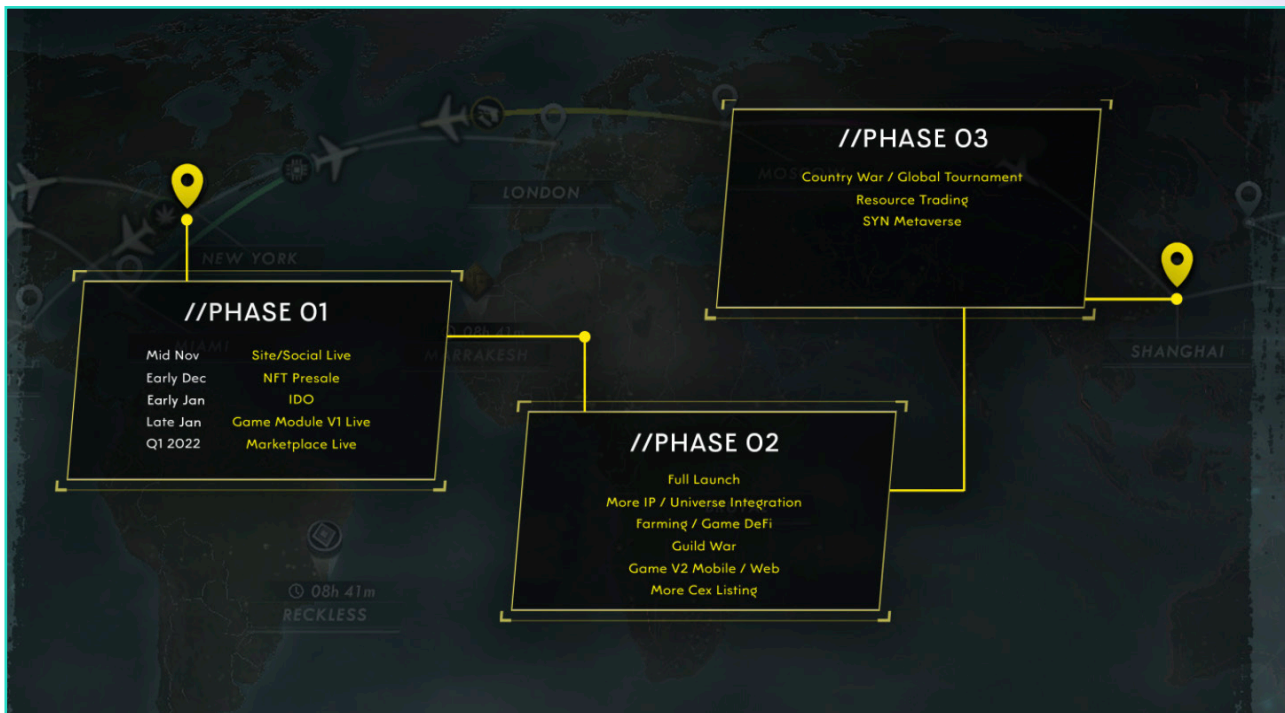 //PHASE 01
Mid Nov Site/Social Live
Early Dec NFT Presale
Early Jan IDO
Late Jan Game Module V1 Live
Q1 2022 Marketplace Live
//PHASE 02
Full Launch
More IP / Universe Integration
Farming / Game DeFi
Guild War
Game V2 Mobile / Web
More Cex Listing
//PHASE 03
Country War / Global Tournament
Resource Trading
SYN Metaverse
LONDON
NEW YORK
MIAMI
08h 41m
MARRAKESH
SHANGHAI
08h 41m
RECKLESS